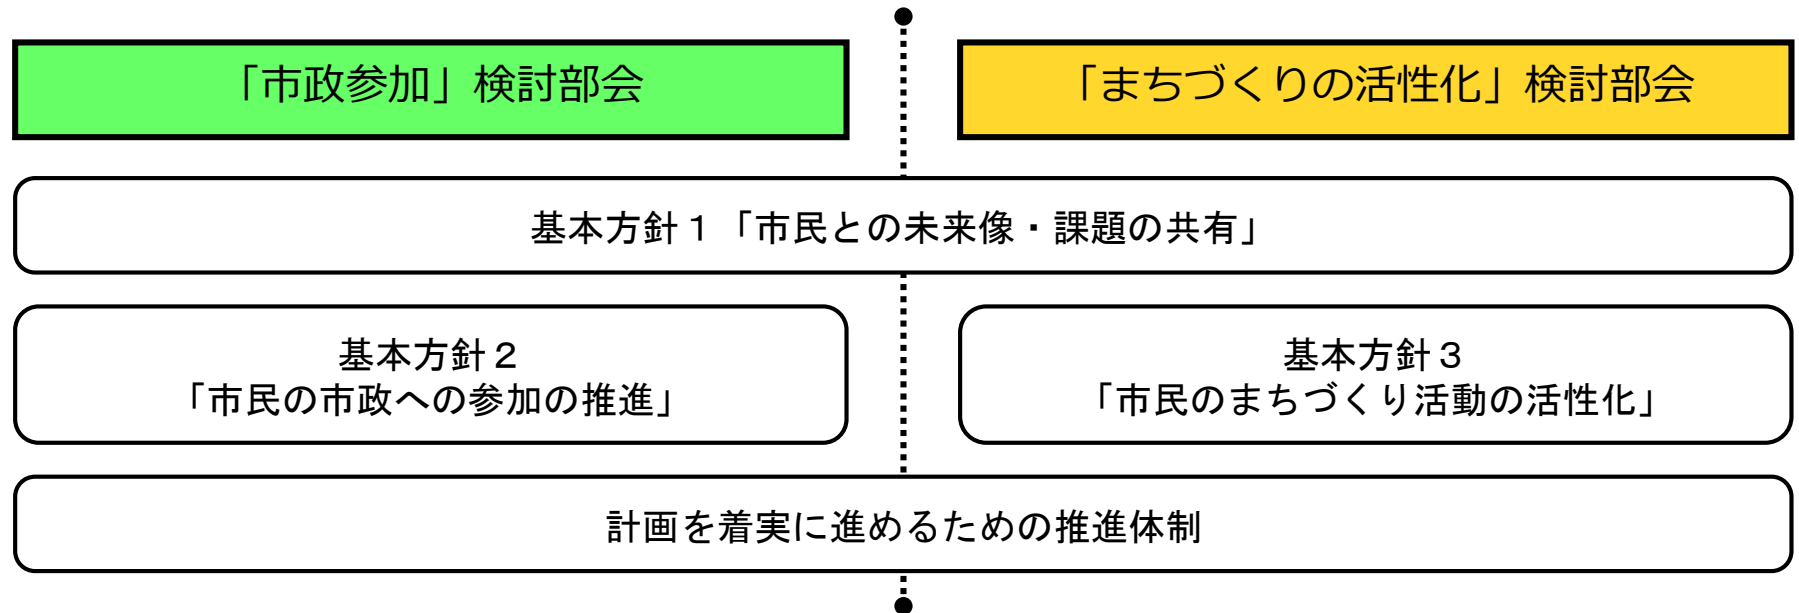 「市政参加」検討部会
「まちづくりの活性化」検討部会
基本方針１「市民との未来像・課題の共有」
基本方針２
「市民の市政への参加の推進」
基本方針３
「市民のまちづくり活動の活性化」
計画を着実に進めるための推進体制